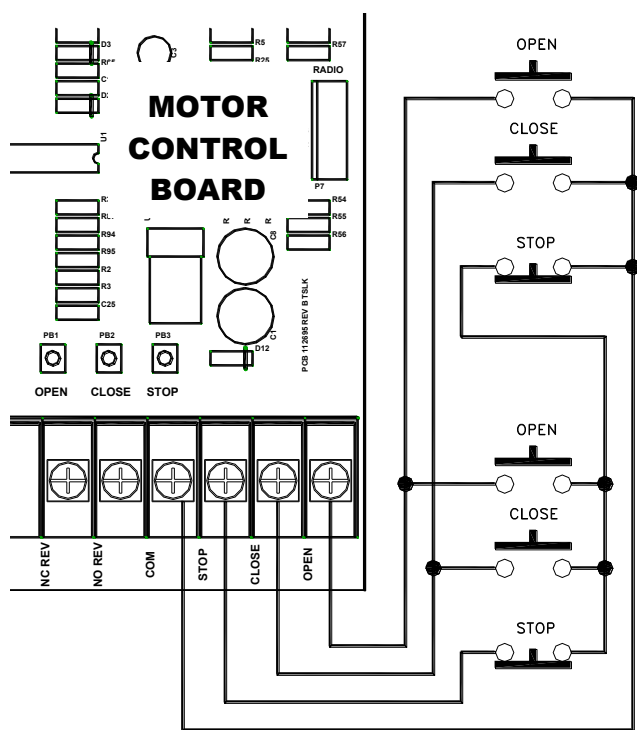 D3
R5
R57
C3
R25
RADIO
MOTOR
CONTROL
BOARD
U1
P7
R54
R55
R56
R94
R95
R2
R3
C25
C8
C1
D12
PCB 112695 REV B TSLK
PB1
PB2
PB3
OPEN
CLOSE
STOP
NC REV
NO REV
COM
STOP
CLOSE
OPEN
OPEN
CLOSE
STOP
OPEN
CLOSE
STOP